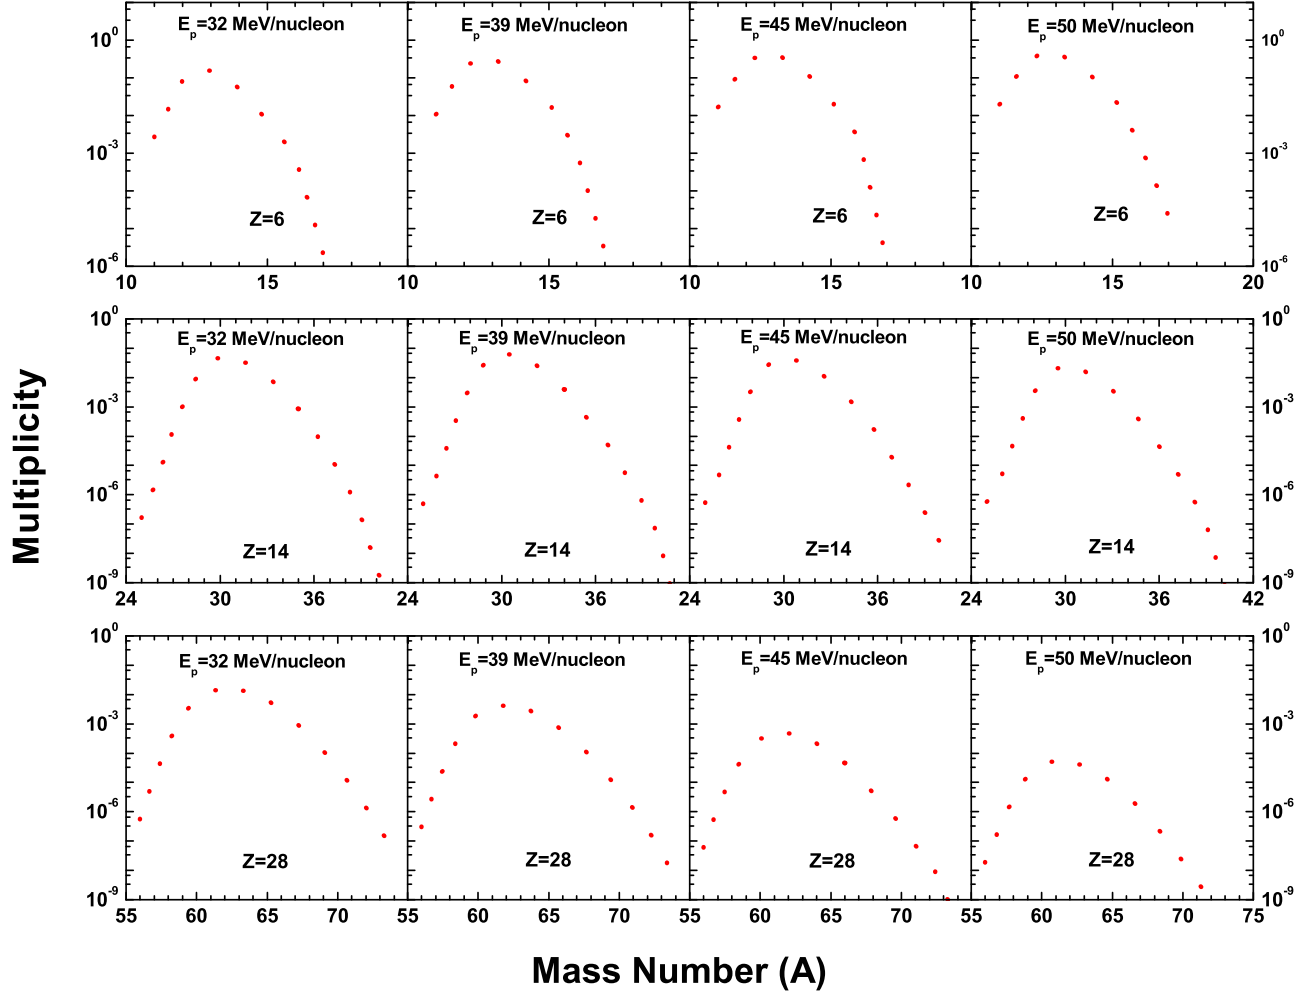 E_p=32 MeV/nucleon E_p=39 MeV/nucleon E_p=45 MeV/nucleon E_p=50 MeV/nucleon
10^0 10^0
10^-3 10^-3
Z=6 Z=6 Z=6 Z=6
10^-6 10^-6
10 15 10 15 10 15 10 15 20
10^0 10^0
E_p=32 MeV/nucleon E_p=39 MeV/nucleon E_p=45 MeV/nucleon E_p=50 MeV/nucleon
10^-3 10^-3
Multiplicity
10^-6 10^-6
Z=14 Z=14 Z=14 Z=14
10^-9 10^-9
24 30 36 24 30 36 24 30 36 24 30 36 42
10^0 10^0
E_p=32 MeV/nucleon E_p=39 MeV/nucleon E_p=45 MeV/nucleon E_p=50 MeV/nucleon
10^-3 10^-3
10^-6 10^-6
Z=28 Z=28 Z=28 Z=28
10^-9 10^-9
55 60 65 70 55 60 65 70 55 60 65 70 55 60 65 70 75
Mass Number (A)